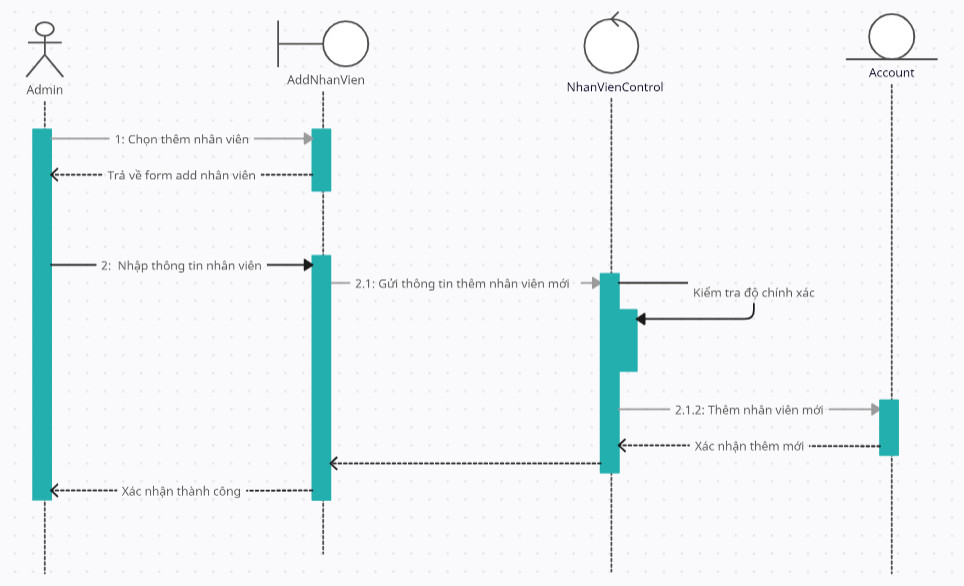 Admin
AddNhanVien
NhanVienControl
Account
1: Chọn thêm nhân viên
Trả về form add nhân viên
2: Nhập thông tin nhân viên
2.1: Gửi thông tin thêm nhân viên mới
Kiểm tra độ chính xác
2.1.2: Thêm nhân viên mới
Xác nhận thêm mới
Xác nhận thành công